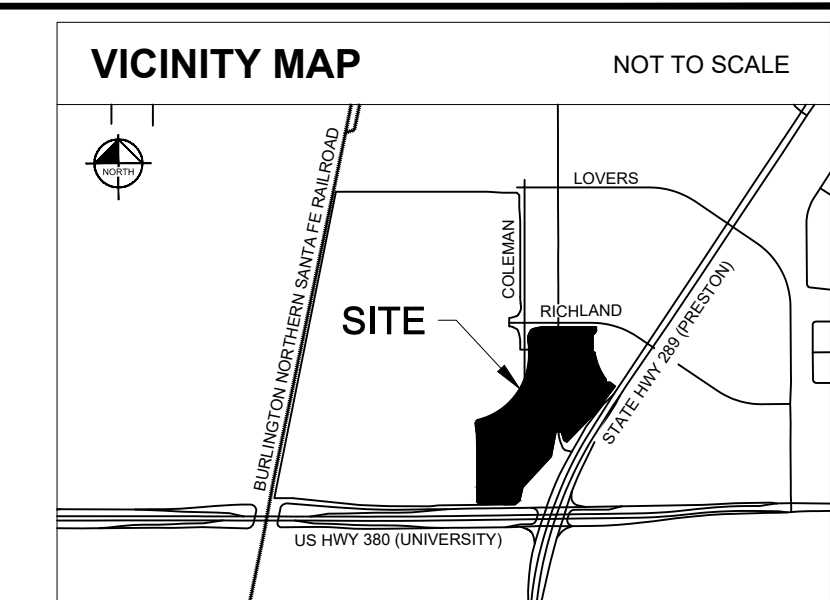 VICINITY MAP
NOT TO SCALE
NORTH
BURLINGTON NORTHERN SANTA FE RAILROAD
LOVERS
COLEMAN
RICHLAND
SITE
STATE HWY 289 (PRESTON)
US HWY 380 (UNIVERSITY)